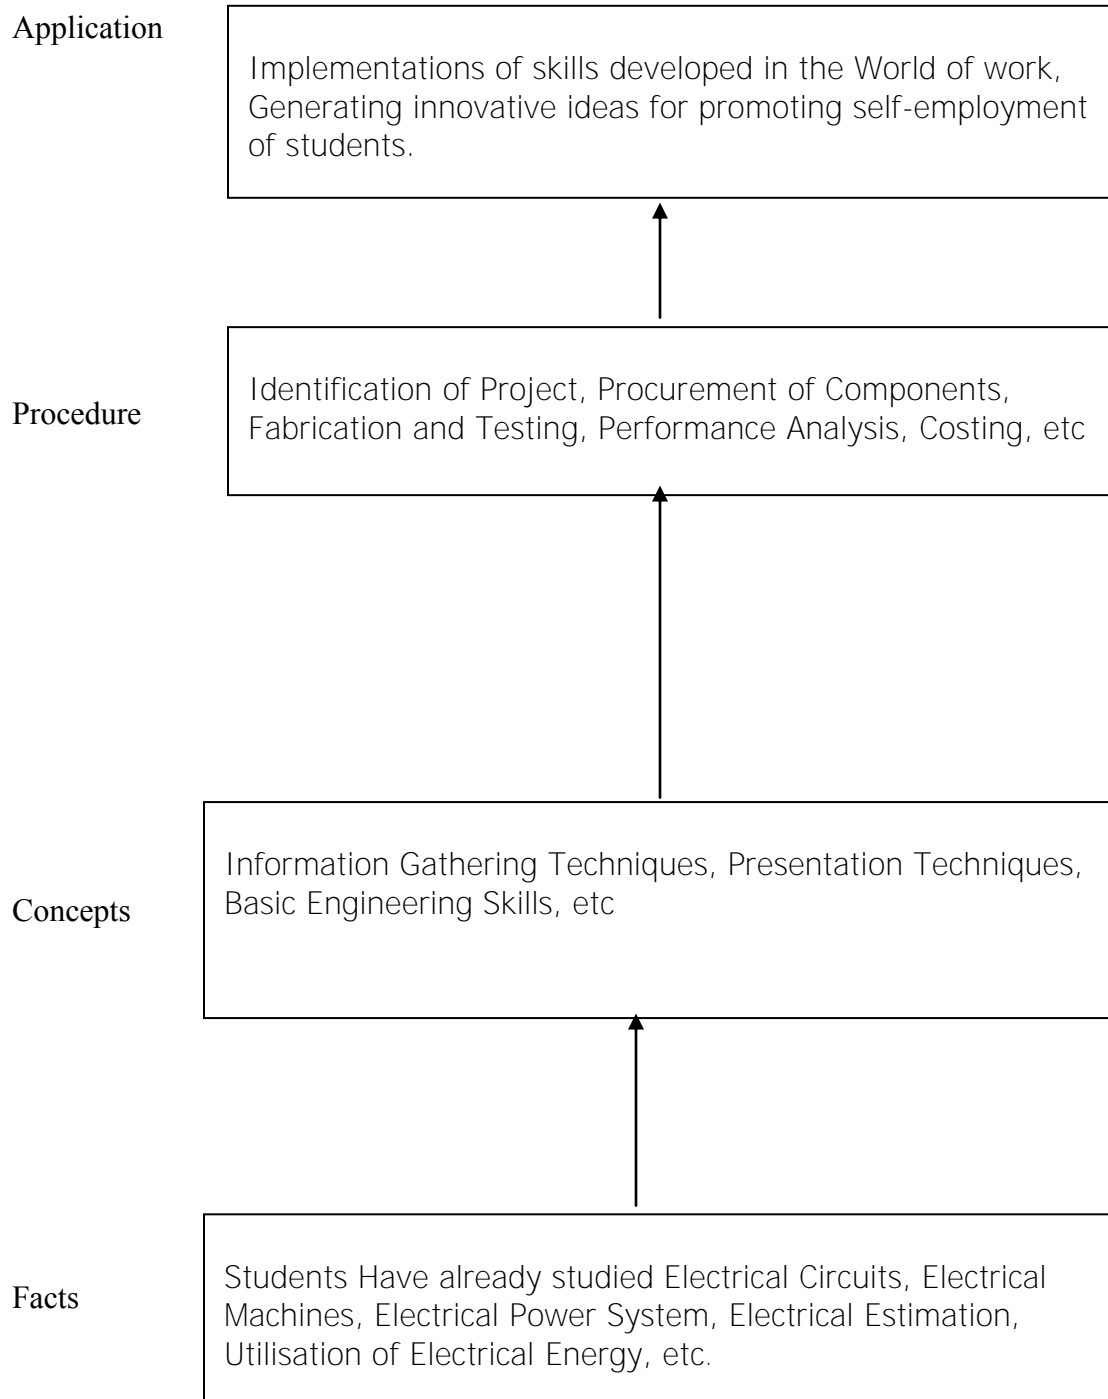 Application
Implementations of skills developed in the World of work,
Generating innovative ideas for promoting self-employment
of students.
Procedure
Identification of Project, Procurement of Components,
Fabrication and Testing, Performance Analysis, Costing, etc
Concepts
Information Gathering Techniques, Presentation Techniques,
Basic Engineering Skills, etc
Facts
Students Have already studied Electrical Circuits, Electrical
Machines, Electrical Power System, Electrical Estimation,
Utilisation of Electrical Energy, etc.